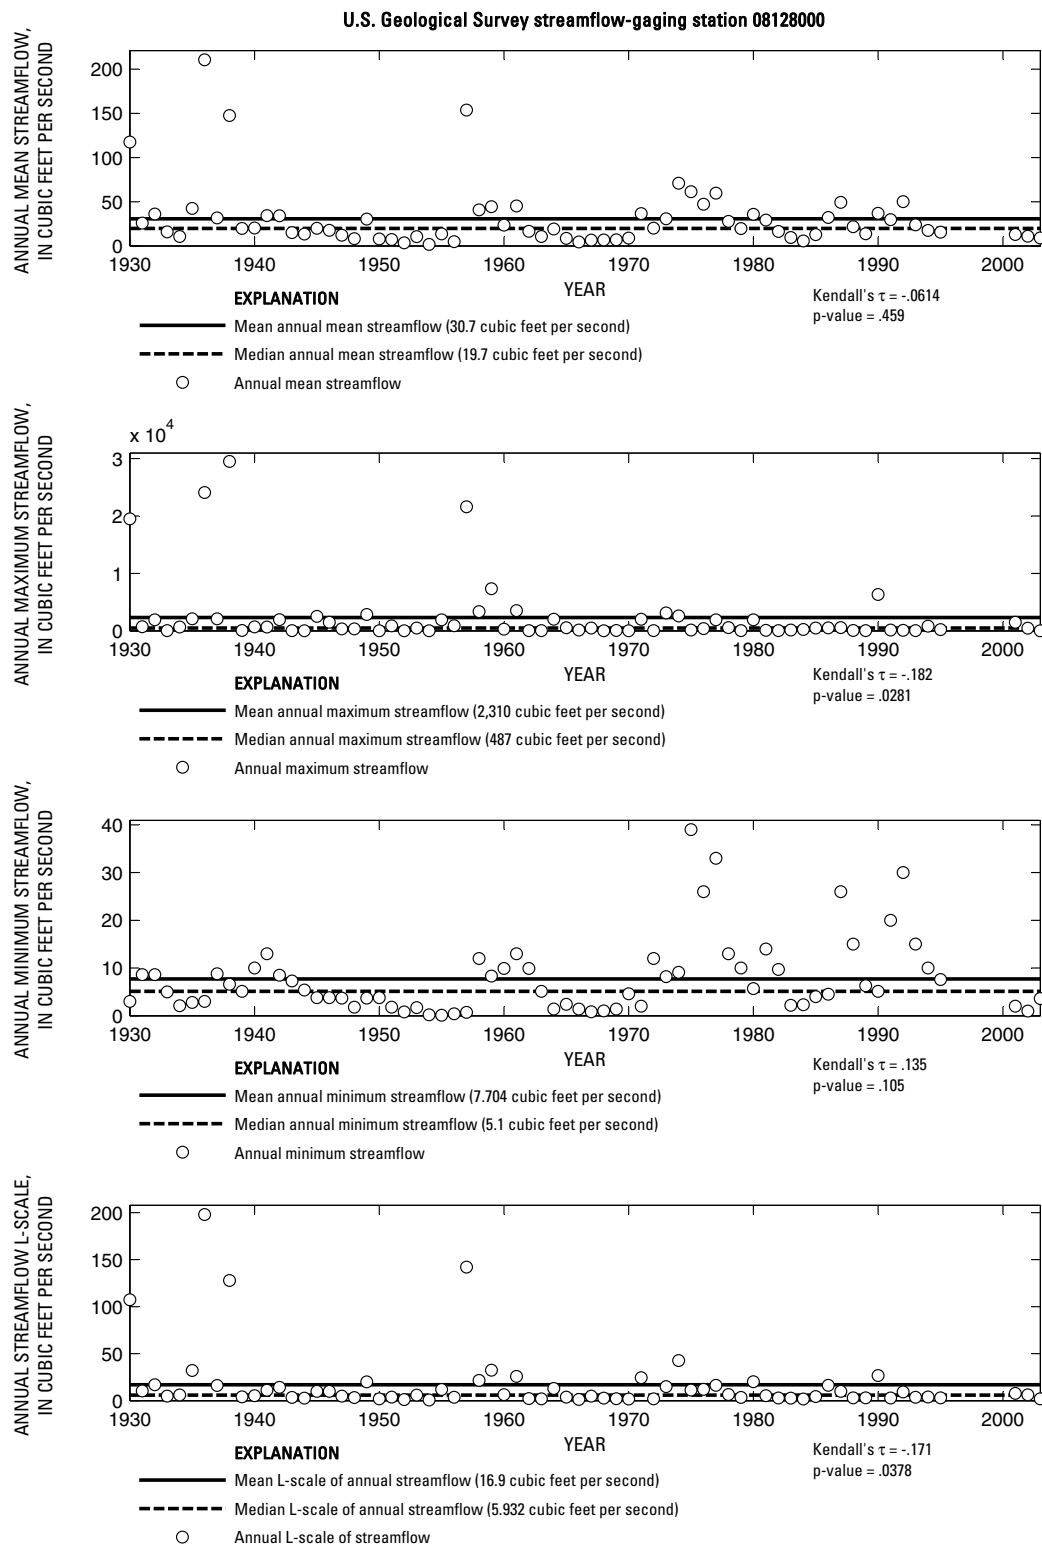 U.S. Geological Survey streamflow-gaging station 08128000
ANNUAL MEAN STREAMFLOW,
IN CUBIC FEET PER SECOND
200
150
100
50
0
1930 1940 1950 1960 1970 1980 1990 2000
YEAR
Kendall's τ = -.0614
p-value = .459
EXPLANATION
Mean annual mean streamflow (30.7 cubic feet per second)
Median annual mean streamflow (19.7 cubic feet per second)
Annual mean streamflow
ANNUAL MAXIMUM STREAMFLOW,
IN CUBIC FEET PER SECOND
x 10^4
3
2
1
0
1930 1940 1950 1960 1970 1980 1990 2000
YEAR
Kendall's τ = -.182
p-value = .0281
EXPLANATION
Mean annual maximum streamflow (2,310 cubic feet per second)
Median annual maximum streamflow (487 cubic feet per second)
Annual maximum streamflow
ANNUAL MINIMUM STREAMFLOW,
IN CUBIC FEET PER SECOND
40
30
20
10
0
1930 1940 1950 1960 1970 1980 1990 2000
YEAR
Kendall's τ = .135
p-value = .105
EXPLANATION
Mean annual minimum streamflow (7.704 cubic feet per second)
Median annual minimum streamflow (5.1 cubic feet per second)
Annual minimum streamflow
ANNUAL STREAMFLOW L-SCALE,
IN CUBIC FEET PER SECOND
200
150
100
50
0
1930 1940 1950 1960 1970 1980 1990 2000
YEAR
Kendall's τ = -.171
p-value = .0378
EXPLANATION
Mean L-scale of annual streamflow (16.9 cubic feet per second)
Median L-scale of annual streamflow (5.932 cubic feet per second)
Annual L-scale of streamflow